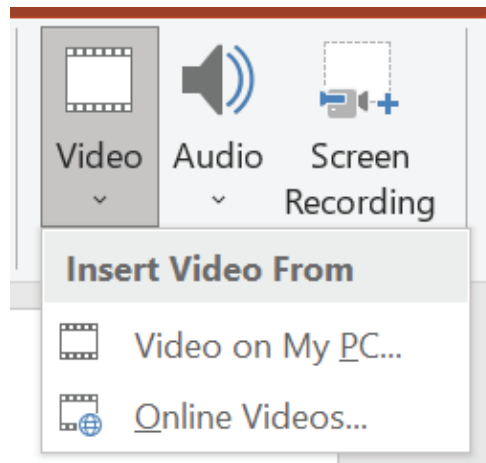 Video Audio Screen
Recording
Insert Video From
Video on My PC...
Online Videos...